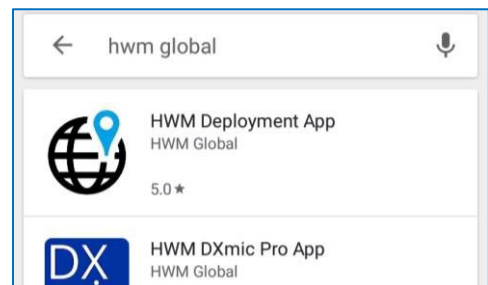 hwm global
HWM Deployment App
HWM Global
5.0★
DX
HWM DXmic Pro App
HWM Global